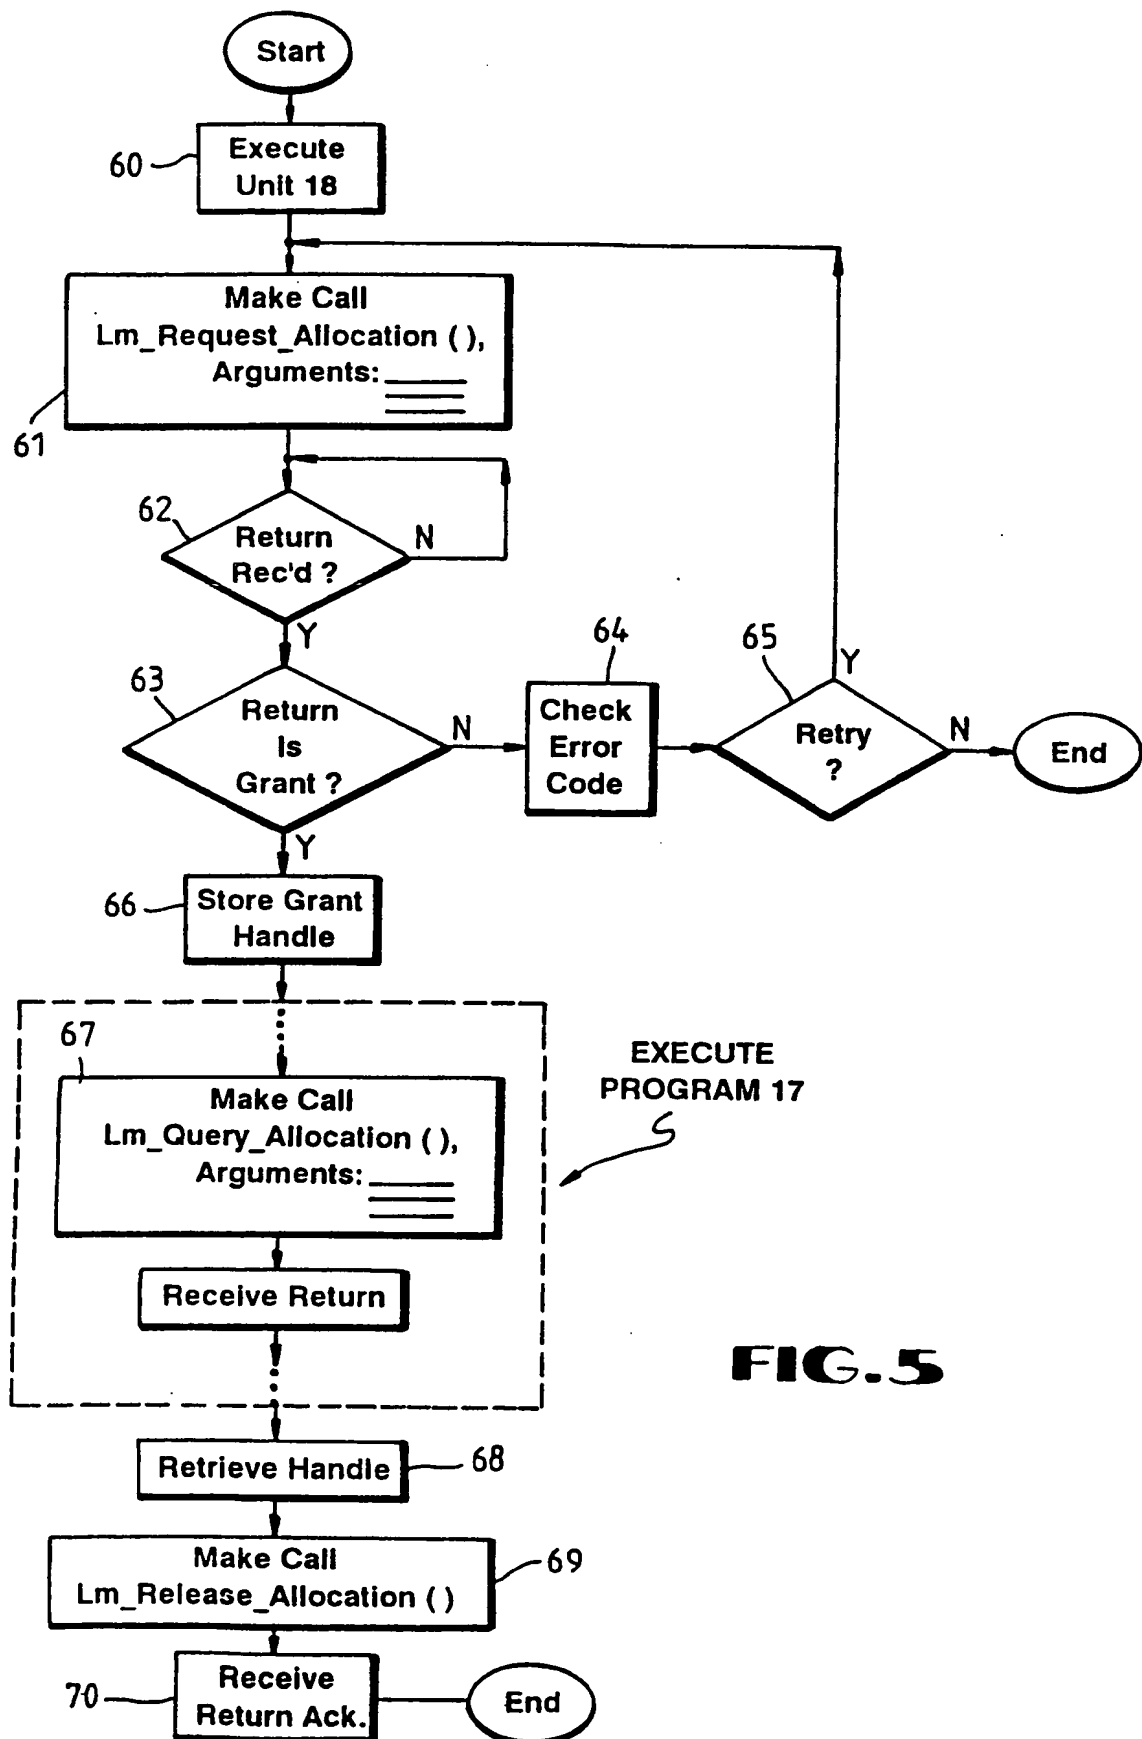 Start
60
Execute
Unit 18
Make Call
Lm_Request_Allocation ( ),
Arguments:
61
62
Return
Rec'd ?
N
Y
63
Return
Is
Grant ?
N
64
Check
Error
Code
65
Y
Retry
?
N
End
Y
66
Store Grant
Handle
67
Make Call
Lm_Query_Allocation ( ),
Arguments:
EXECUTE
PROGRAM 17
Receive Return
FIG.5
Retrieve Handle
68
Make Call
Lm_Release_Allocation ( )
69
70
Receive
Return Ack.
End